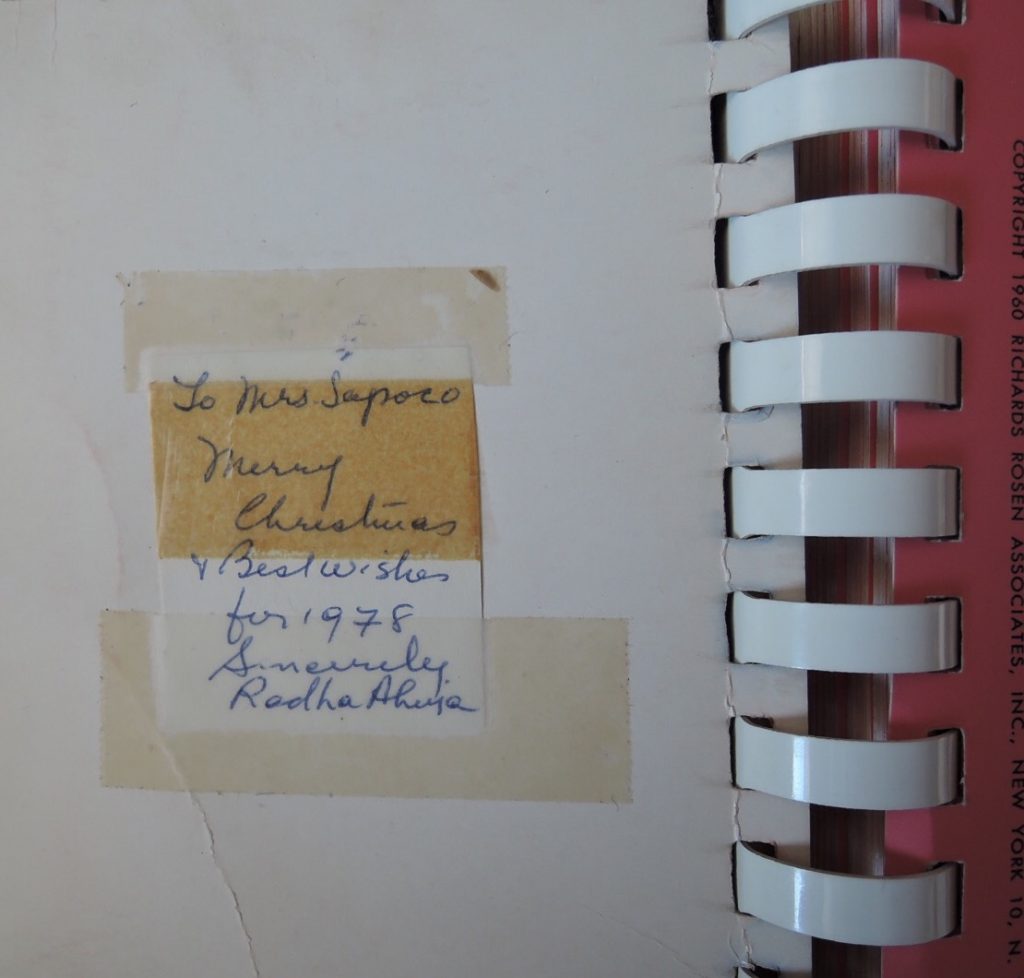 To Mrs. Sapoco
Merry
Christmas
& Best wishes
for 1978
Sincerely
Radha Ahuja
COPYRIGHT 1960 RICHARDS ROSEN ASSOCIATES, INC., NEW YORK 10, N.